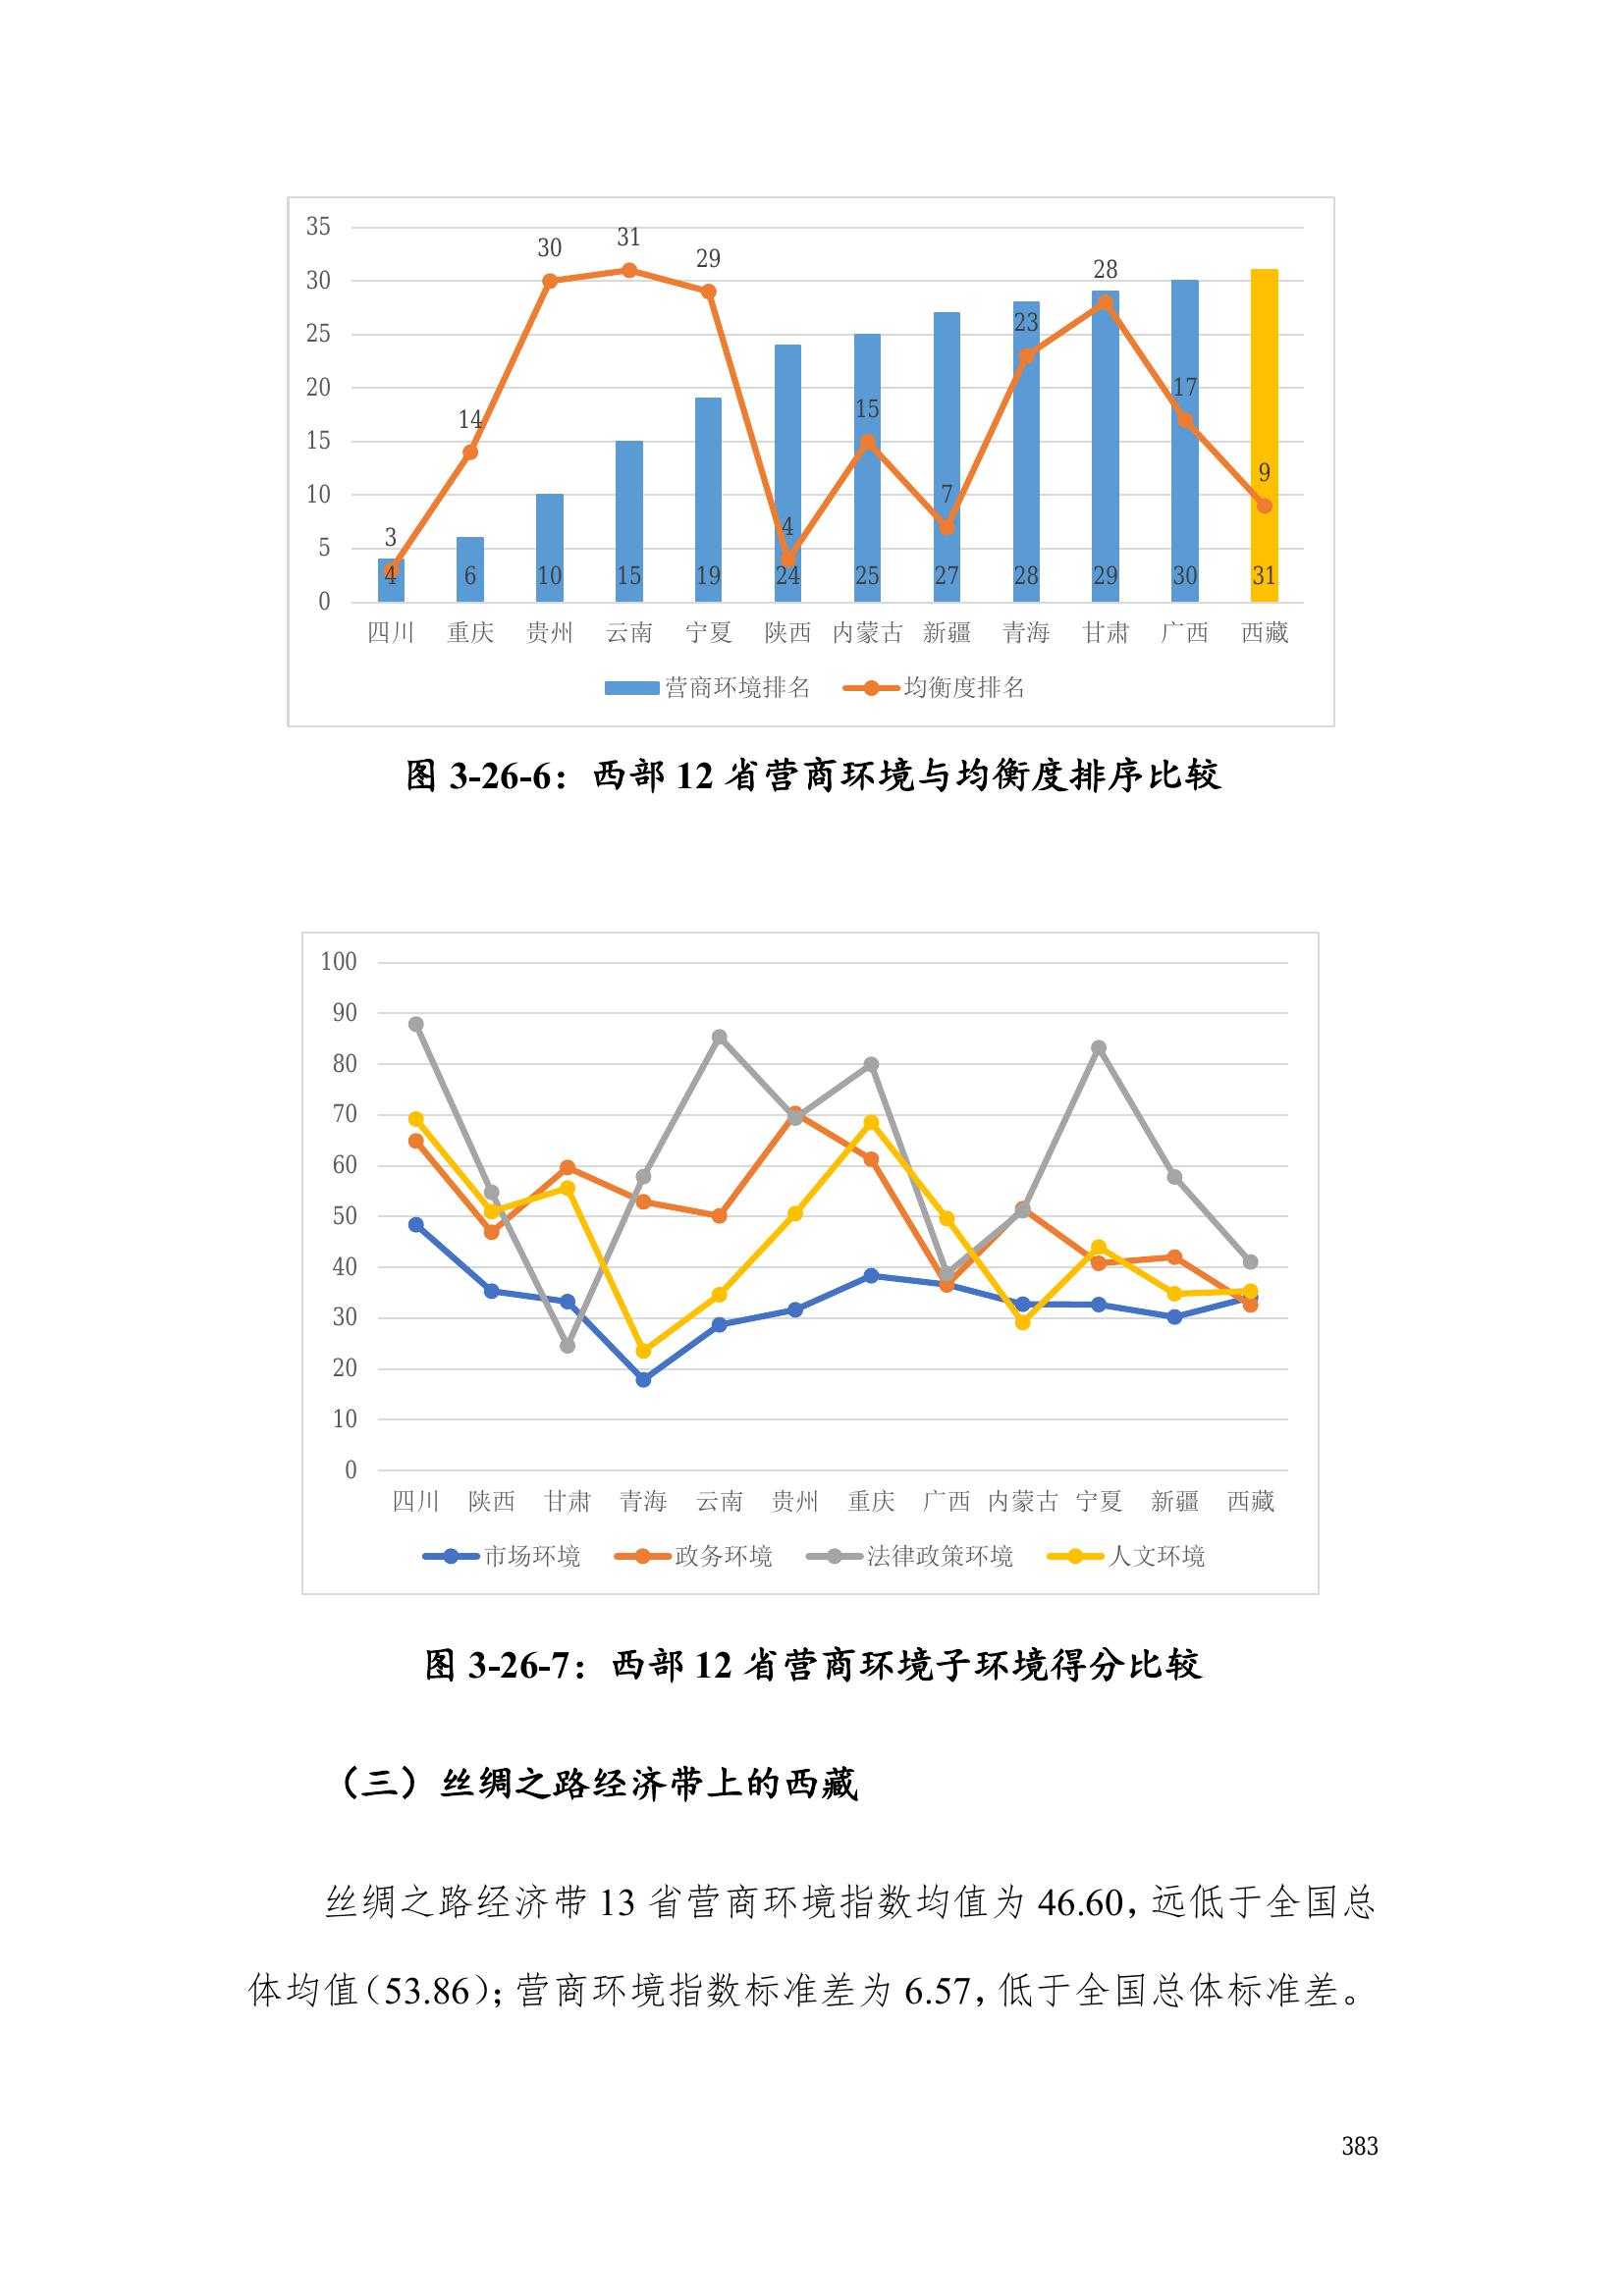 35
30
25
20
15
10
5
0
3 14 30 31 29 4 15 7 23 28 17 9
4 6 10 15 19 24 25 27 28 29 30 31
四川 重庆 贵州 云南 宁夏 陕西 内蒙古 新疆 青海 甘肃 广西 西藏
营商环境排名 均衡度排名
图 3-26-6：西部 12 省营商环境与均衡度排序比较
100
90
80
70
60
50
40
30
20
10
0
四川 陕西 甘肃 青海 云南 贵州 重庆 广西 内蒙古 宁夏 新疆 西藏
市场环境 政务环境 法律政策环境 人文环境
图 3-26-7：西部 12 省营商环境子环境得分比较
（三）丝绸之路经济带上的西藏
丝绸之路经济带 13 省营商环境指数均值为 46.60，远低于全国总
体均值（53.86）；营商环境指数标准差为 6.57，低于全国总体标准差。
383